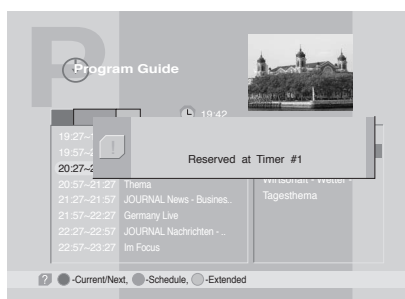 Program Guide
19:42
19:27~
19:57~
20:27~2
Reserved at Timer #1
20:57~21:27 Thema
21:27~21:57 JOURNAL News - Busines..
Tagesthema
21:57~22:27 Germany Live
22:27~22:57 JOURNAL Nachrichten - ..
22:57~23:27 Im Focus
? -Current/Next, -Schedule, -Extended